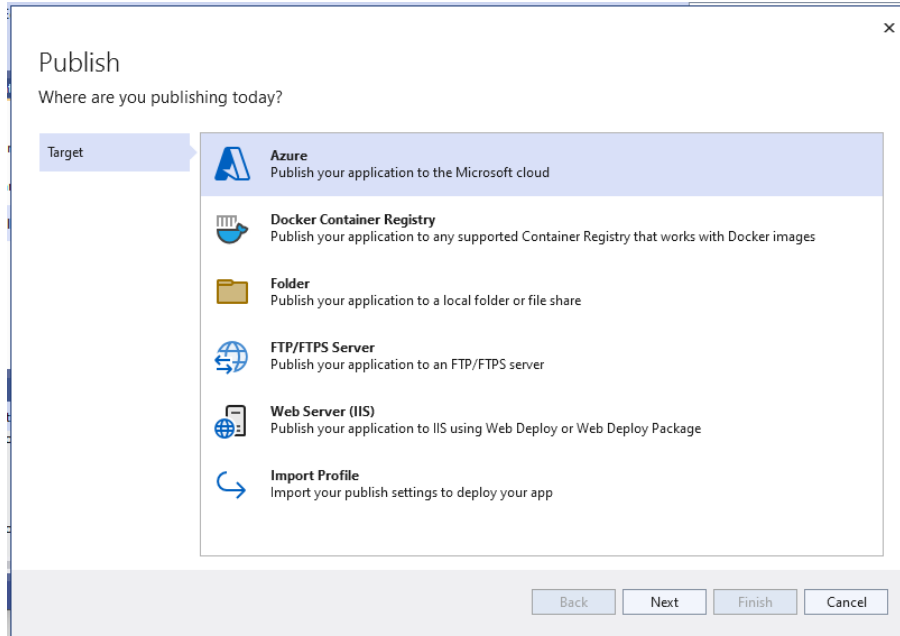 Publish
Where are you publishing today?
Target
Azure
Publish your application to the Microsoft cloud
Docker Container Registry
Publish your application to any supported Container Registry that works with Docker images
Folder
Publish your application to a local folder or file share
FTP/FTPS Server
Publish your application to an FTP/FTPS server
Web Server (IIS)
Publish your application to IIS using Web Deploy or Web Deploy Package
Import Profile
Import your publish settings to deploy your app
Back
Next
Finish
Cancel